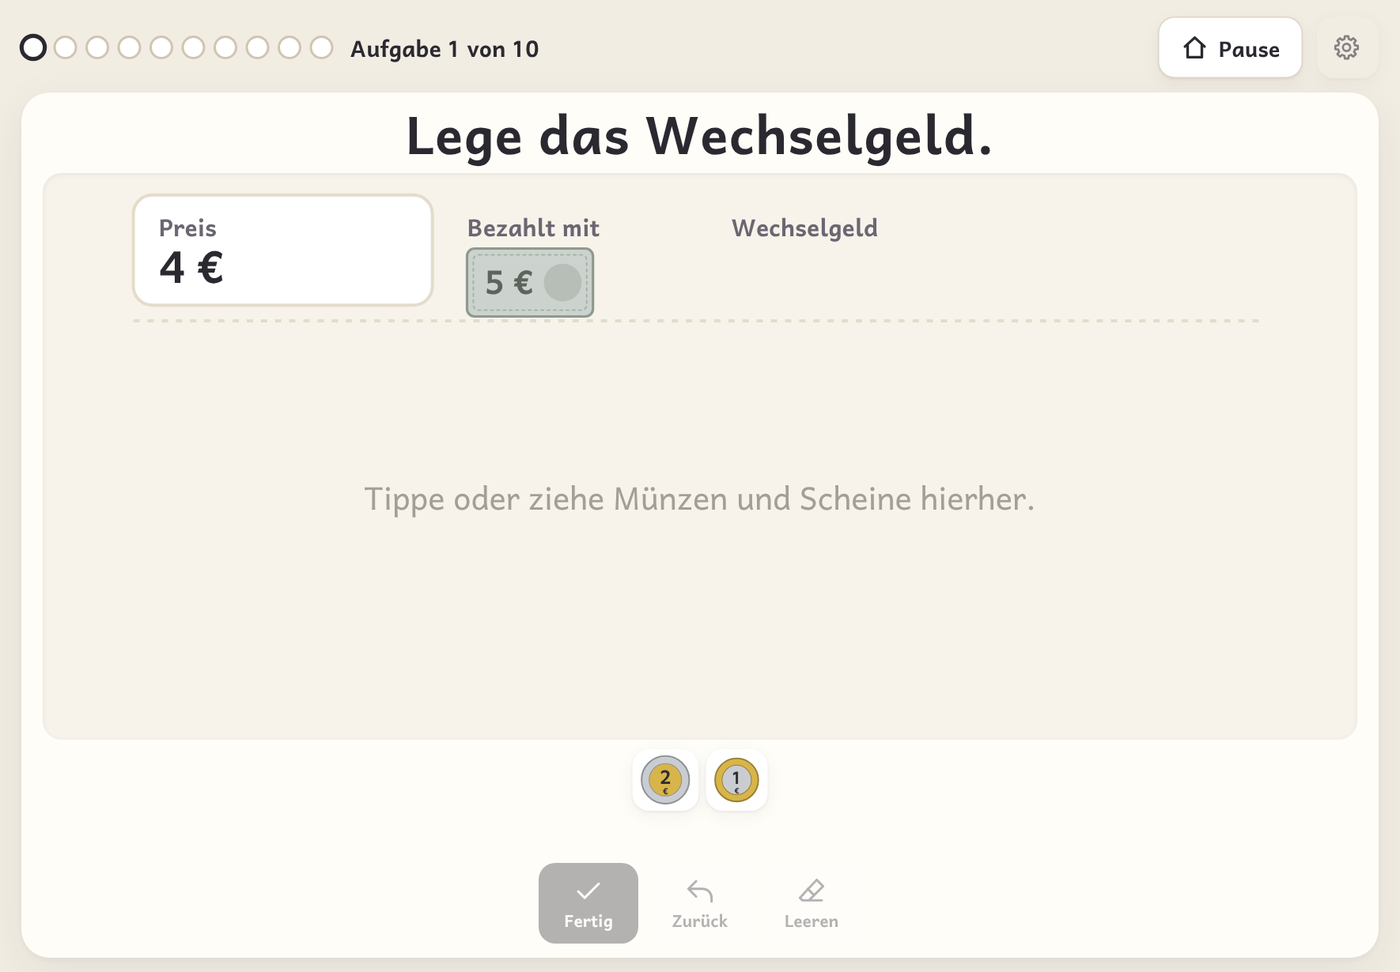 Aufgabe 1 von 10
Pause
Lege das Wechselgeld.
Preis
4 €
Bezahlt mit
5 €
Wechselgeld
Tippe oder ziehe Münzen und Scheine hierher.
2
€
1
€
Fertig
Zurück
Leeren